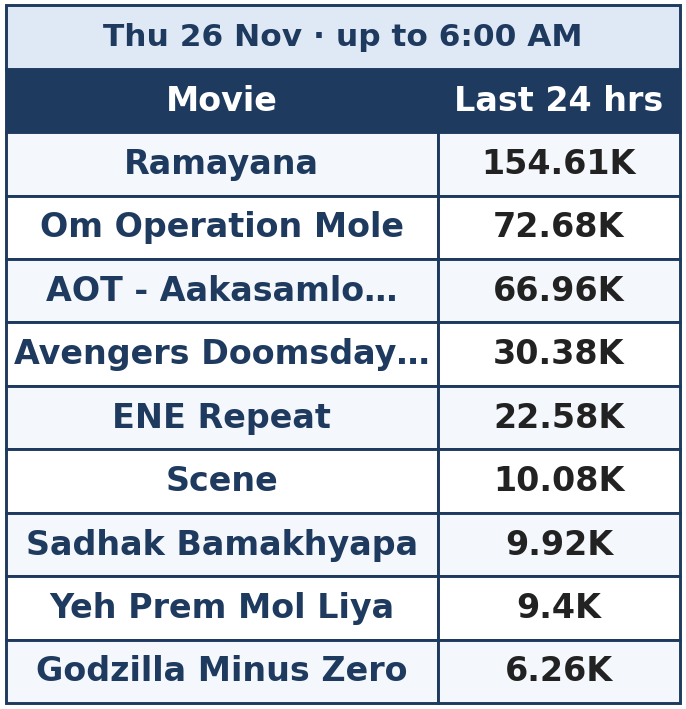 Thu 26 Nov · up to 6:00 AM
Movie Last 24 hrs
Ramayana 154.61K
Om Operation Mole 72.68K
AOT - Aakasamlo... 66.96K
Avengers Doomsday... 30.38K
ENE Repeat 22.58K
Scene 10.08K
Sadhak Bamakhyapa 9.92K
Yeh Prem Mol Liya 9.4K
Godzilla Minus Zero 6.26K